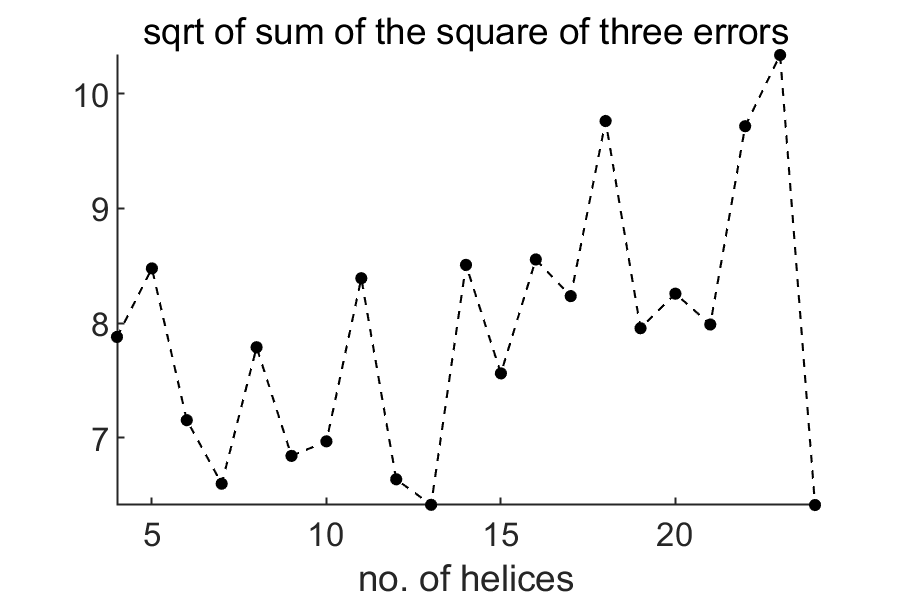 sqrt of sum of the square of three errors
10
9
8
7
5 10 15 20
no. of helices